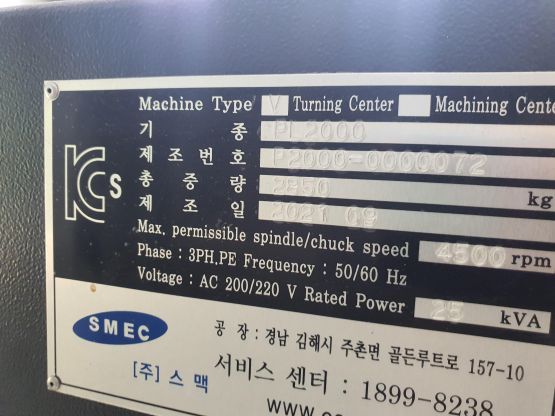 Machine Type V Turning Center Machining Cente
기 종 PL2000
제 조 번 호 P2000-0000072
총 중 량 2850 kg
제 조 일 2021 09
Max. permissible spindle/chuck speed 4500 rpm
Phase : 3PH,PE Frequency : 50/60 Hz
Voltage : AC 200/220 V Rated Power 25 kVA
KCs
SMEC
공 장 : 경남 김해시 주촌면 골든루트로 157-10
[주] 스 맥 서비스 센터 : 1899-8238